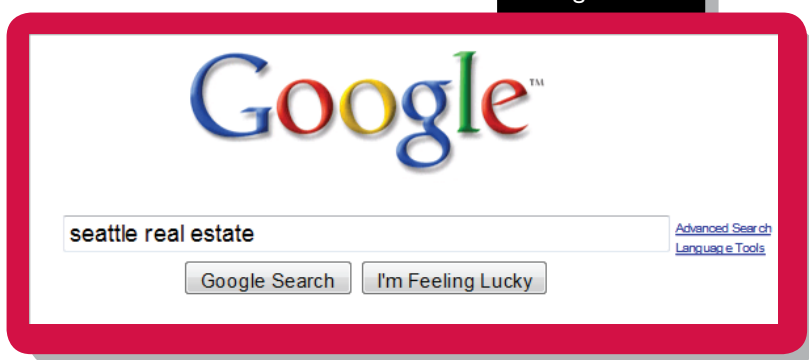 Google™
seattle real estate
Advanced Search
Language Tools
Google Search
I'm Feeling Lucky